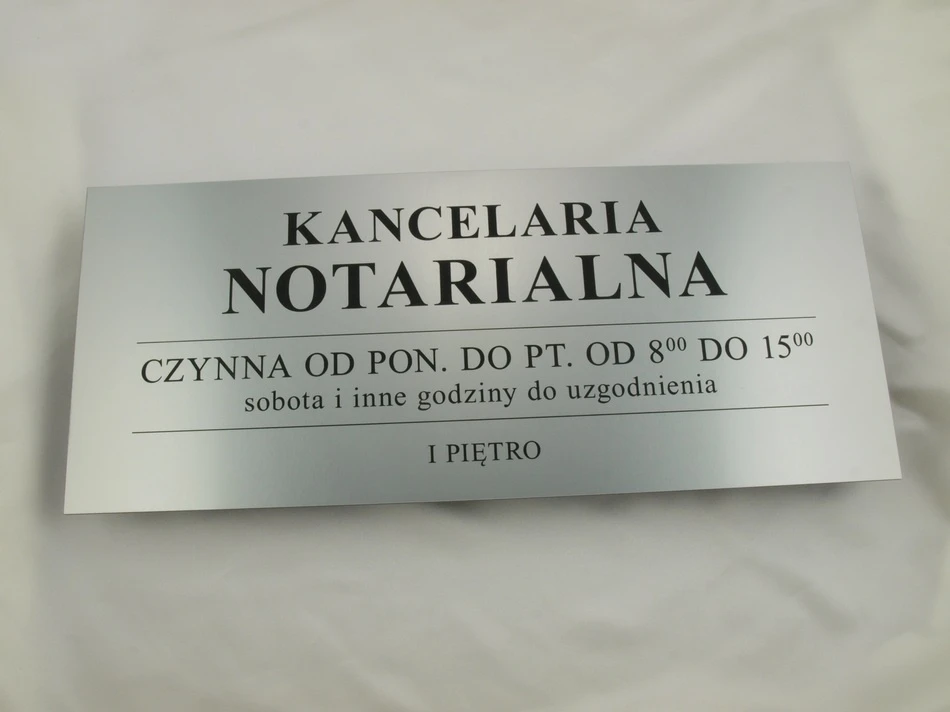 KANCELARIA
NOTARIALNA
CZYNNA OD PON. DO PT. OD 8⁰⁰ DO 15⁰⁰
sobota i inne godziny do uzgodnienia
I PIĘTRO